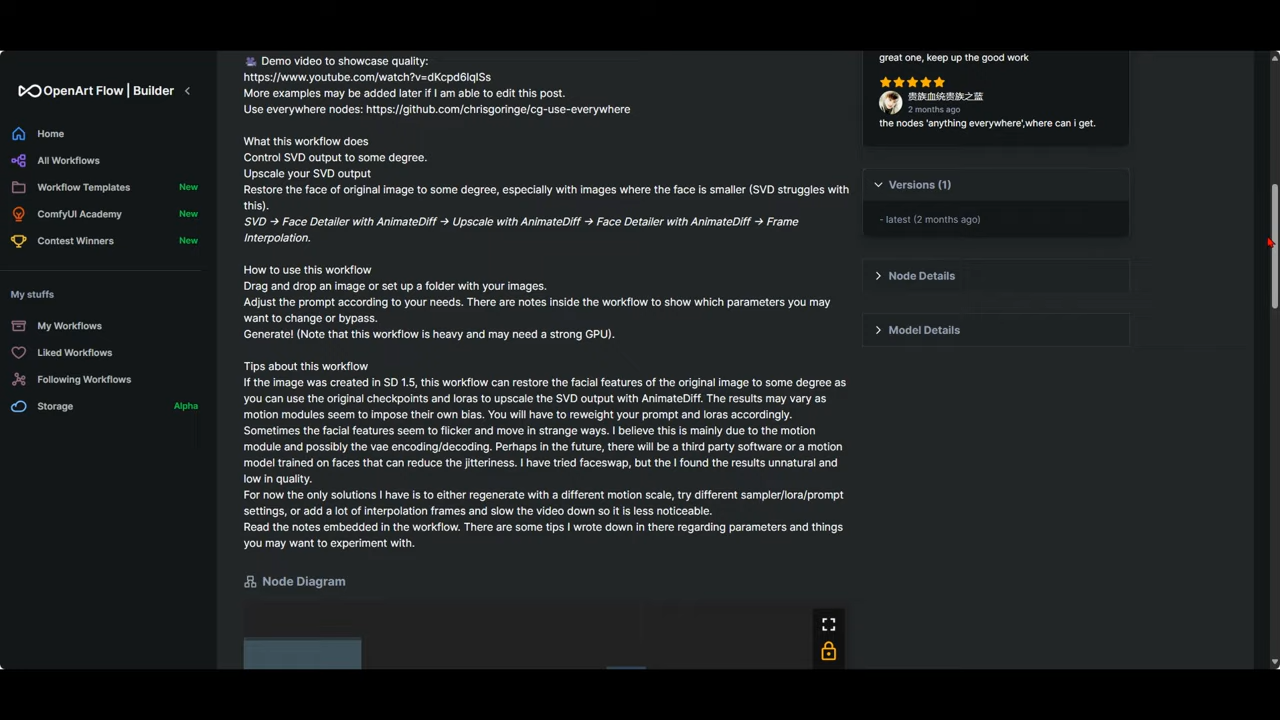 OpenArt Flow | Builder
Home
All Workflows
Workflow Templates New
ComfyUI Academy New
Contest Winners New
My stuffs
My Workflows
Liked Workflows
Following Workflows
Storage Alpha
Demo video to showcase quality:
https://www.youtube.com/watch?v=dKcpd6lqlSs
More examples may be added later if I am able to edit this post.
Use everywhere nodes: https://github.com/chrisgoringe/cg-use-everywhere
What this workflow does
Control SVD output to some degree.
Upscale your SVD output
Restore the face of original image to some degree, especially with images where the face is smaller (SVD struggles with
this).
SVD → Face Detailer with AnimateDiff → Upscale with AnimateDiff → Face Detailer with AnimateDiff → Frame
Interpolation.
How to use this workflow
Drag and drop an image or set up a folder with your images.
Adjust the prompt according to your needs. There are notes inside the workflow to show which parameters you may
want to change or bypass.
Generate! (Note that this workflow is heavy and may need a strong GPU).
Tips about this workflow
If the image was created in SD 1.5, this workflow can restore the facial features of the original image to some degree as
you can use the original checkpoints and loras to upscale the SVD output with AnimateDiff. The results may vary as
motion modules seem to impose their own bias. You will have to reweight your prompt and loras accordingly.
Sometimes the facial features seem to flicker and move in strange ways. I believe this is mainly due to the motion
module and possibly the vae encoding/decoding. Perhaps in the future, there will be a third party software or a motion
model trained on faces that can reduce the jitteriness. I have tried faceswap, but the I found the results unnatural and
low in quality.
For now the only solutions I have is to either regenerate with a different motion scale, try different sampler/lora/prompt
settings, or add a lot of interpolation frames and slow the video down so it is less noticeable.
Read the notes embedded in the workflow. There are some tips I wrote down in there regarding parameters and things
you may want to experiment with.
Node Diagram
great one, keep up the good work
贵族血统贵族之蓝
2 months ago
the nodes 'anything everywhere',where can i get.
Versions (1)
- latest (2 months ago)
Node Details
Model Details